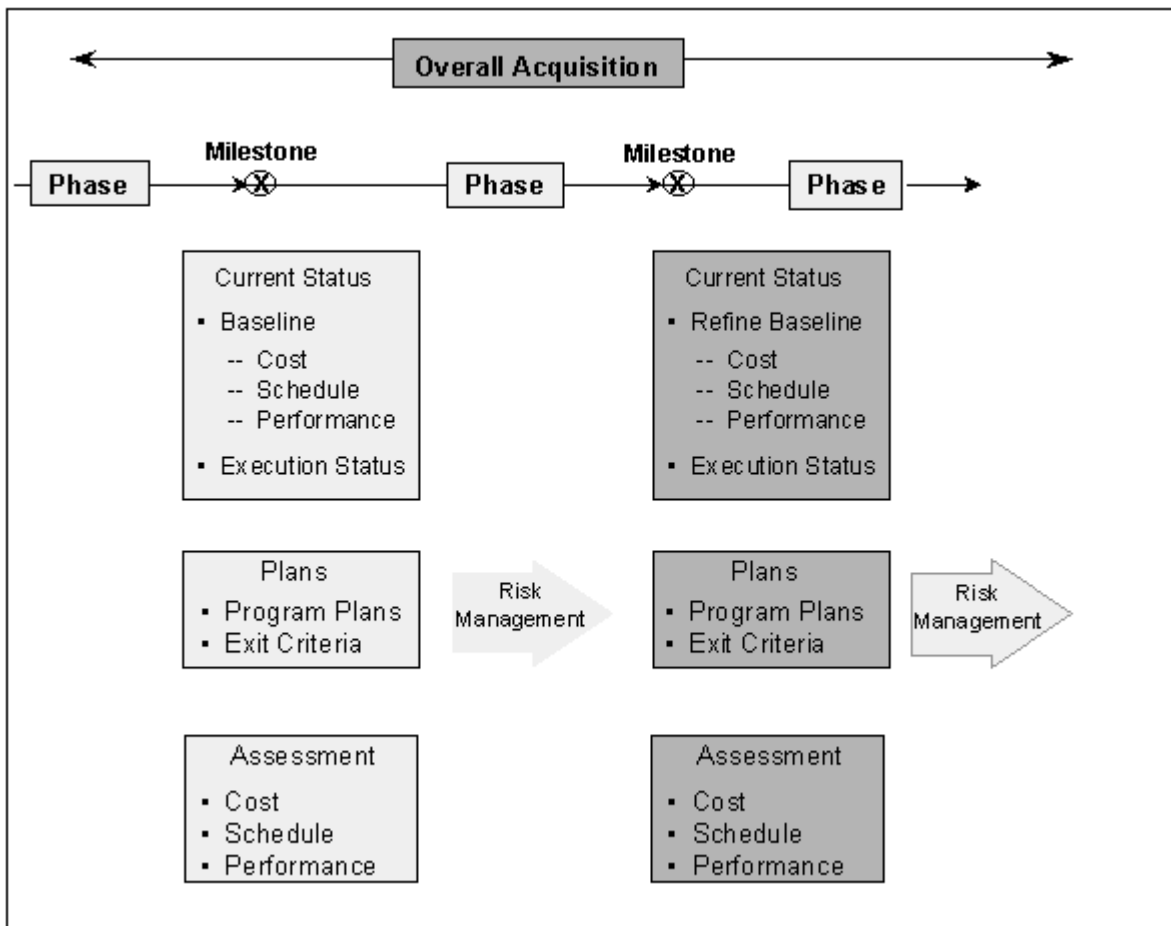 Overall Acquisition
Milestone
Milestone
Phase
X
Phase
X
Phase
Current Status
▪ Baseline
-- Cost
-- Schedule
-- Performance
▪ Execution Status
Current Status
▪ Refine Baseline
-- Cost
-- Schedule
-- Performance
▪ Execution Status
Plans
▪ Program Plans
▪ Exit Criteria
Risk
Management
Plans
▪ Program Plans
▪ Exit Criteria
Risk
Management
Assessment
▪ Cost
▪ Schedule
▪ Performance
Assessment
▪ Cost
▪ Schedule
▪ Performance